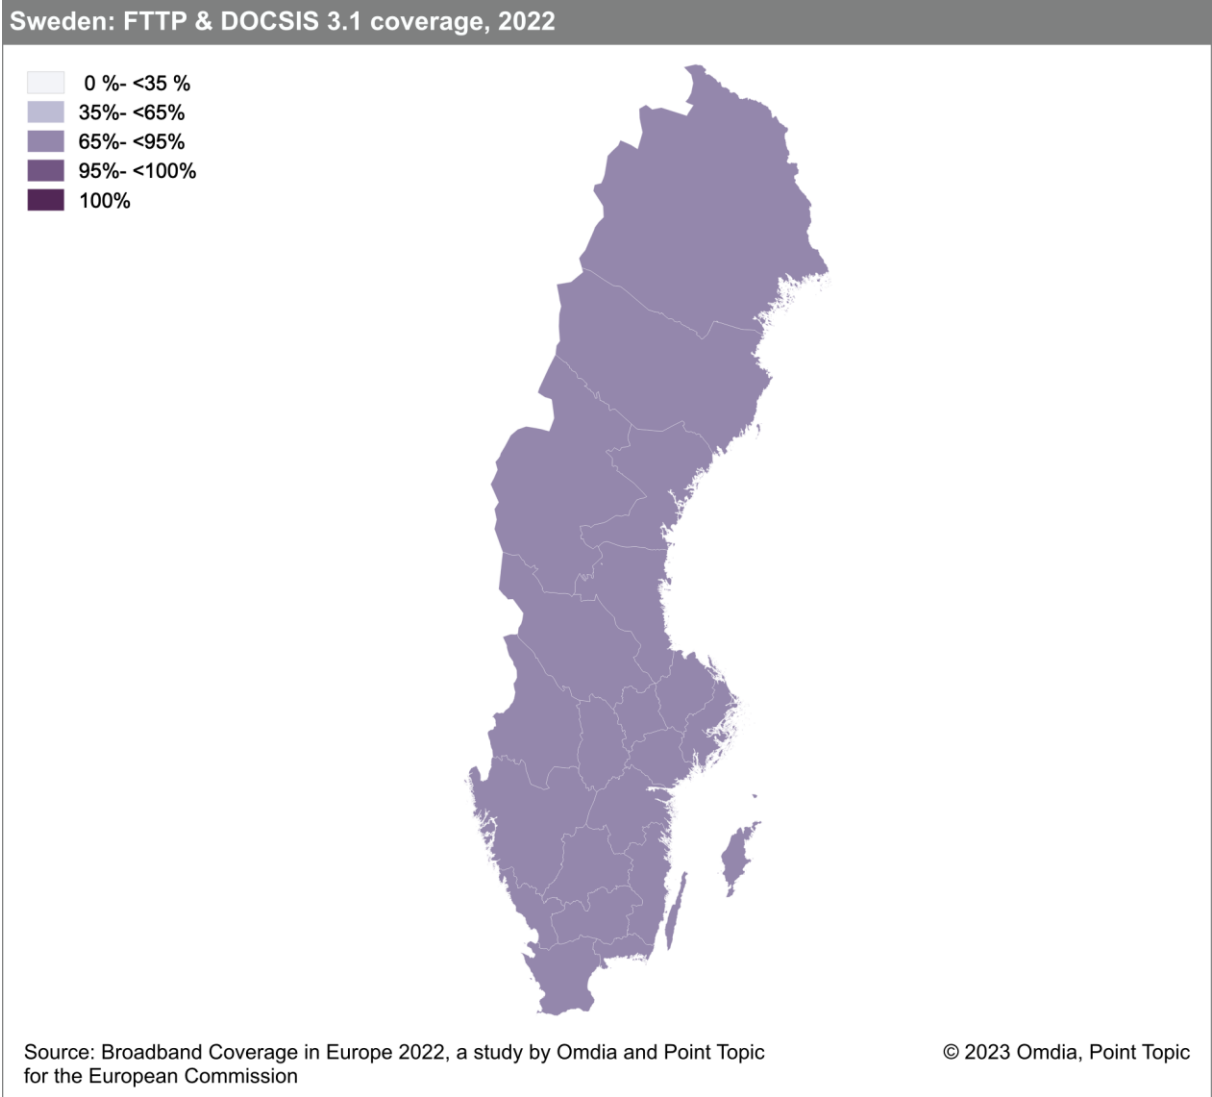 Sweden: FTTP & DOCSIS 3.1 coverage, 2022
0 %- <35 %
35%- <65%
65%- <95%
95%- <100%
100%
Source: Broadband Coverage in Europe 2022, a study by Omdia and Point Topic
for the European Commission
© 2023 Omdia, Point Topic